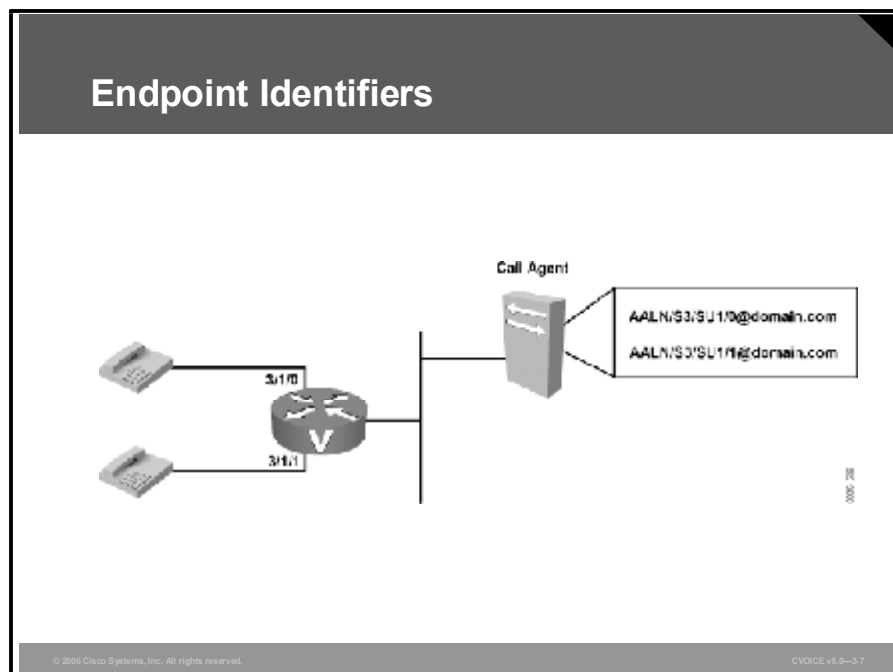 Endpoint Identifiers
Call Agent
AALN/S3/SU1/0@domain.com
AALN/S3/SU1/1@domain.com
3/1/0
V
3/1/1
© 2006 Cisco Systems, Inc. All rights reserved.
CVOICE v5.0—3-7